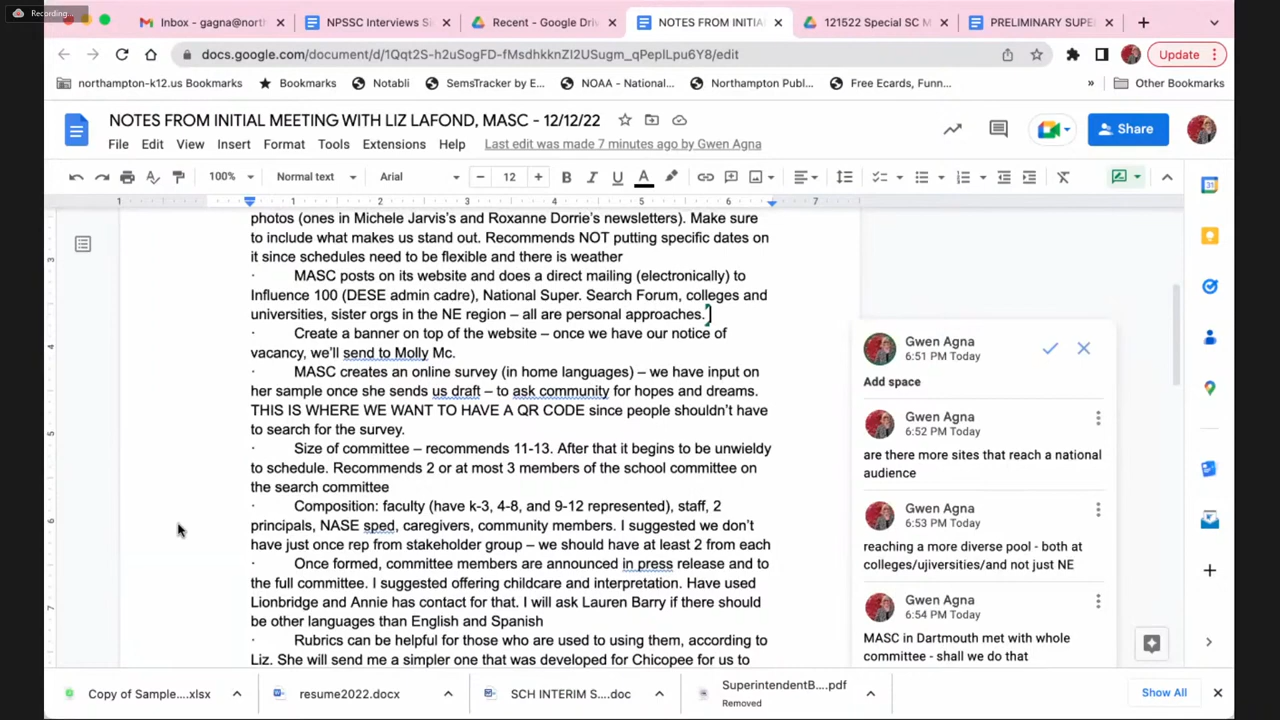 Recording...
Inbox - gagna@north
NPSSC Interviews S
Recent - Google Driv
NOTES FROM INITIA
121522 Special SC M
PRELIMINARY SUPE
docs.google.com/document/d/1Qqt2S-h2uSogFD-fMsdhkknZI2USugm_qPeplLpu6Y8/edit
Update
northampton-k12.us Bookmarks
Bookmarks
Notabli
SemsTracker by E...
NOAA - National...
Northampton Publ...
Free Ecards, Funn...
»
Other Bookmarks
NOTES FROM INITIAL MEETING WITH LIZ LAFOND, MASC - 12/12/22
File Edit View Insert Format Tools Extensions Help
Last edit was made 7 minutes ago by Gwen Agna
Share
100%
Normal text
Arial
12
B I U A
1 1 2 3 4 5 6 7
photos (ones in Michele Jarvis's and Roxanne Dorrie's newsletters). Make sure
to include what makes us stand out. Recommends NOT putting specific dates on
it since schedules need to be flexible and there is weather
· MASC posts on its website and does a direct mailing (electronically) to
Influence 100 (DESE admin cadre), National Super. Search Forum, colleges and
universities, sister orgs in the NE region – all are personal approaches.
· Create a banner on top of the website – once we have our notice of
vacancy, we'll send to Molly Mc.
· MASC creates an online survey (in home languages) – we have input on
her sample once she sends us draft – to ask community for hopes and dreams.
THIS IS WHERE WE WANT TO HAVE A QR CODE since people shouldn't have
to search for the survey.
· Size of committee – recommends 11-13. After that it begins to be unwieldy
to schedule. Recommends 2 or at most 3 members of the school committee on
the search committee
· Composition: faculty (have k-3, 4-8, and 9-12 represented), staff, 2
principals, NASE sped, caregivers, community members. I suggested we don't
have just once rep from stakeholder group – we should have at least 2 from each
· Once formed, committee members are announced in press release and to
the full committee. I suggested offering childcare and interpretation. Have used
Lionbridge and Annie has contact for that. I will ask Lauren Barry if there should
be other languages than English and Spanish
· Rubrics can be helpful for those who are used to using them, according to
Liz. She will send me a simpler one that was developed for Chicopee for us to
3
4
5
6
7
Gwen Agna
6:51 PM Today
Add space
Gwen Agna
6:52 PM Today
are there more sites that reach a national
audience
Gwen Agna
6:53 PM Today
reaching a more diverse pool - both at
colleges/ujiversities/and not just NE
Gwen Agna
6:54 PM Today
MASC in Dartmouth met with whole
committee - shall we do that
31
Copy of Sample....xlsx
resume2022.docx
SCH INTERIM S....doc
SuperintendentB....pdf
Removed
Show All